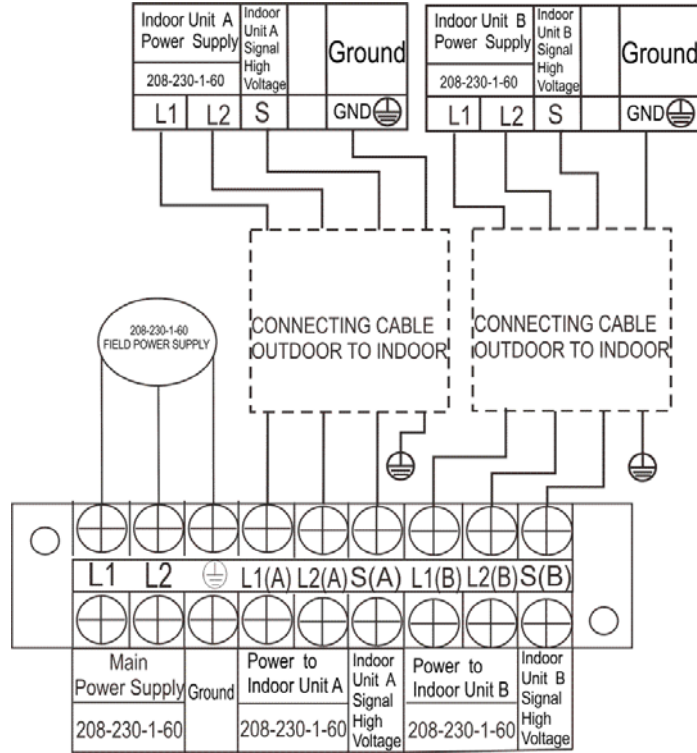 Indoor Unit A
Power Supply
208-230-1-60
L1 L2
Indoor
Unit A
Signal
High
Voltage
S
Ground
GND
Indoor Unit B
Power Supply
208-230-1-60
L1 L2
Indoor
Unit B
Signal
High
Voltage
S
Ground
GND
208-230-1-60
FIELD POWER SUPPLY
CONNECTING CABLE
OUTDOOR TO INDOOR
CONNECTING CABLE
OUTDOOR TO INDOOR
L1 L2 L1(A) L2(A) S(A) L1(B) L2(B) S(B)
Main
Power Supply
208-230-1-60
Ground
Power to
Indoor Unit A
208-230-1-60
Indoor
Unit A
Signal
High
Voltage
Power to
Indoor Unit B
208-230-1-60
Indoor
Unit B
Signal
High
Voltage